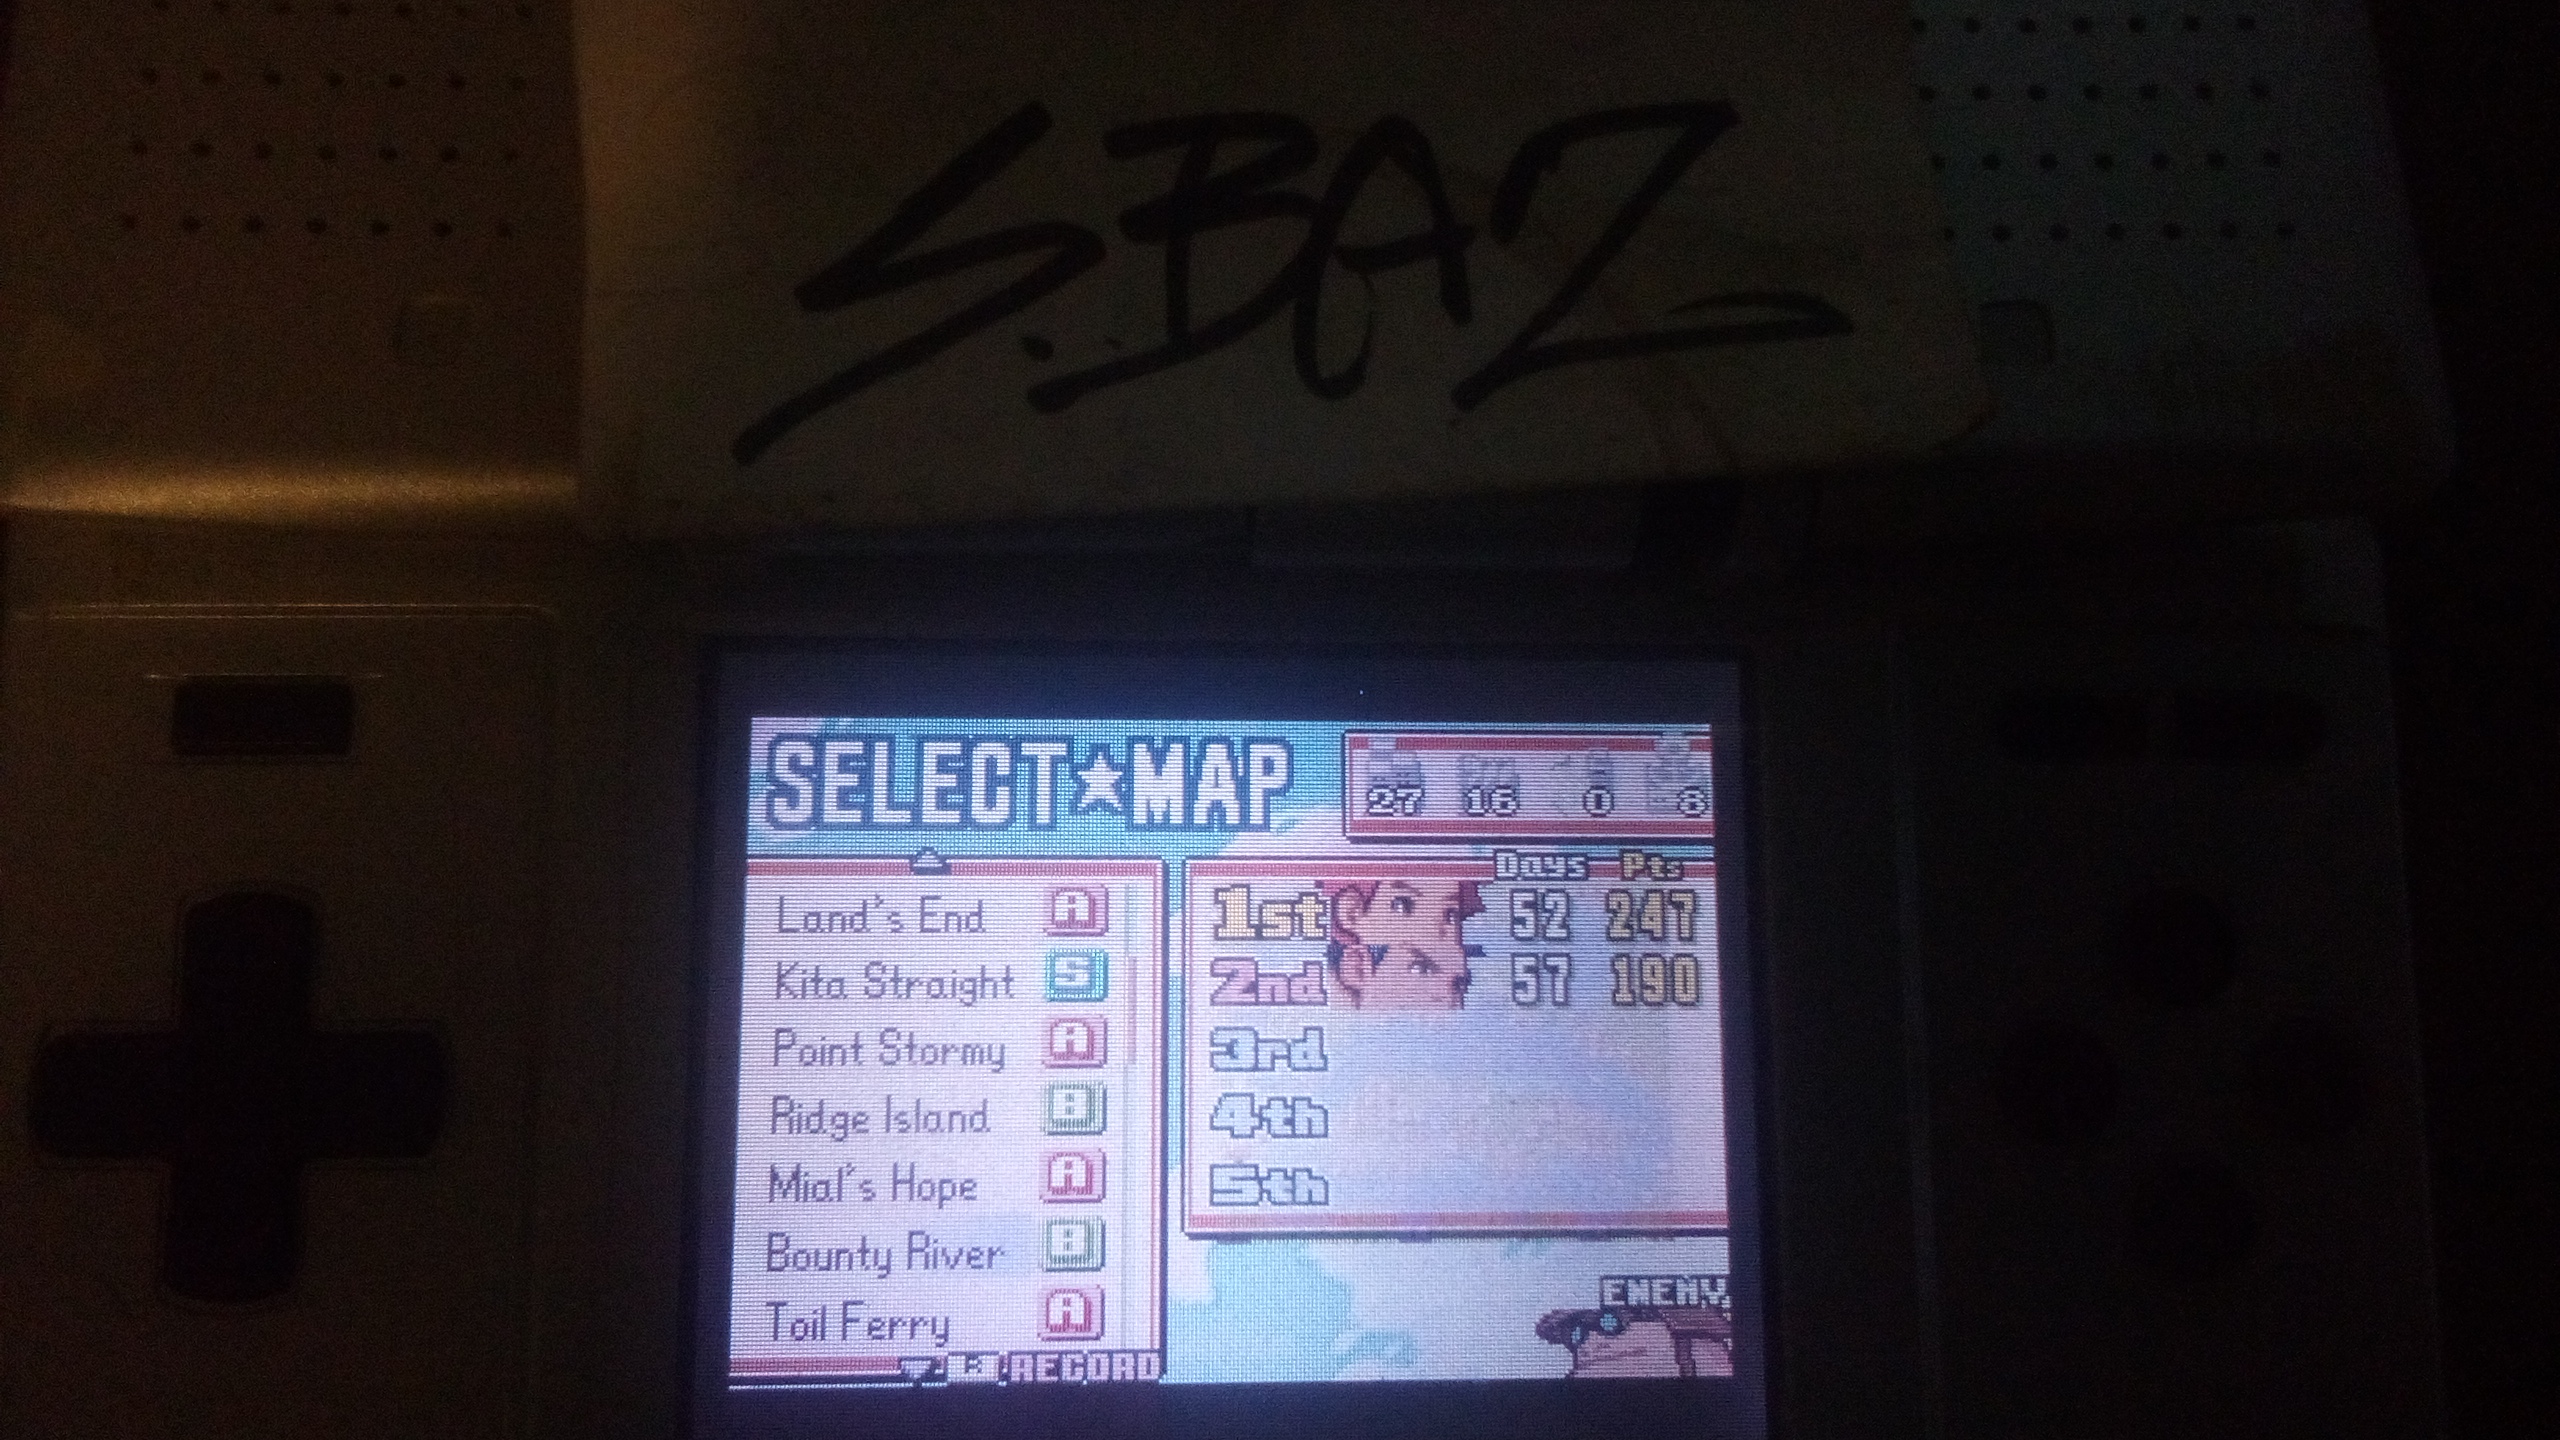 S.BAZ
SELECT★MAP
27 16 0 8
Land's End A
Kita Straight S
Point Stormy A
Ridge Island B
Mial's Hope A
Bounty River B
Toil Ferry A
B:RECORD
Days Pts
1st 52 247
2nd 57 190
3rd
4th
5th
ENEMY